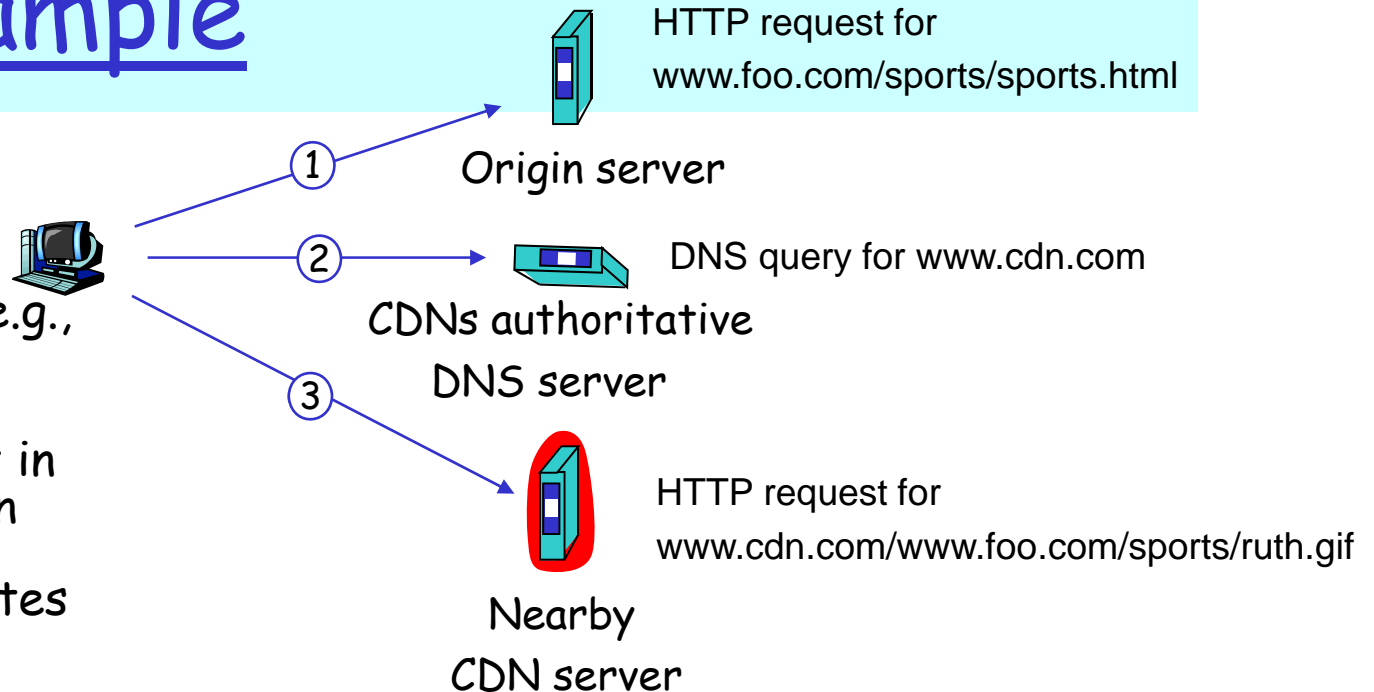 ample
HTTP request for
www.foo.com/sports/sports.html
1
Origin server
2
DNS query for www.cdn.com
e.g.,
CDNs authoritative
DNS server
3
in
n
HTTP request for
www.cdn.com/www.foo.com/sports/ruth.gif
tes
Nearby
CDN server